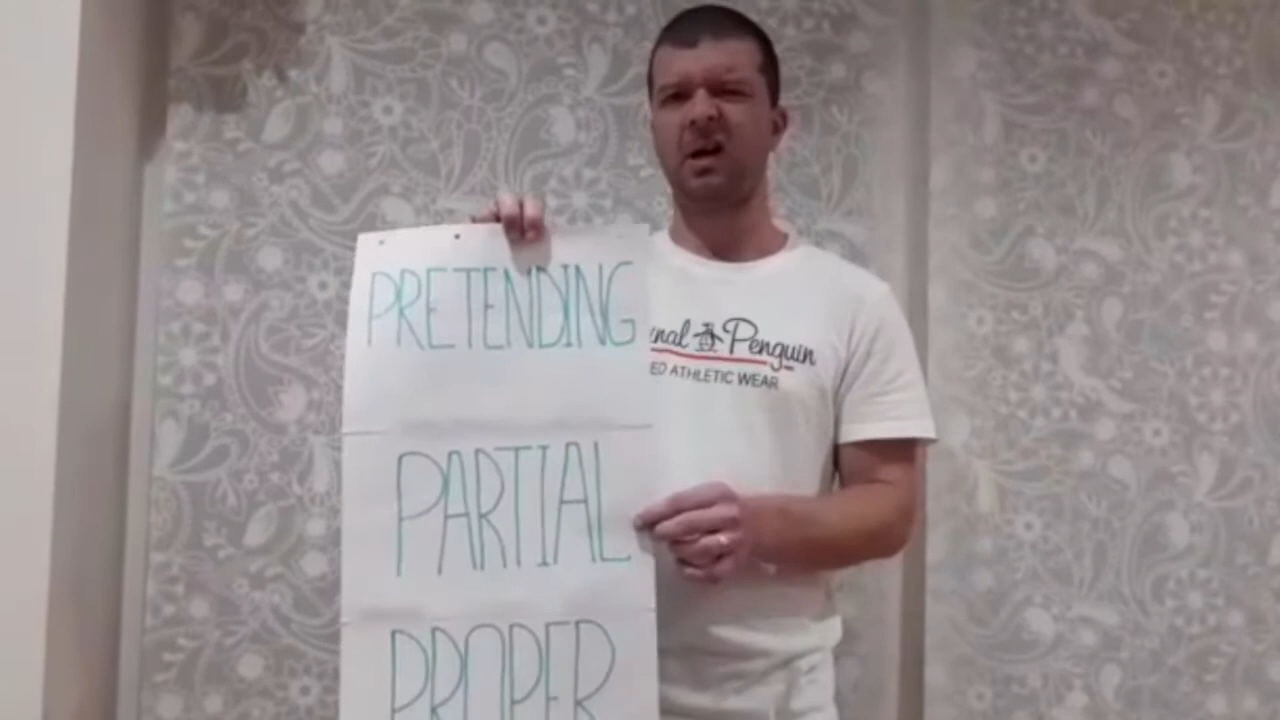 PRETENDING
PARTIAL
PROPER
Penguin
ATHLETIC WEAR